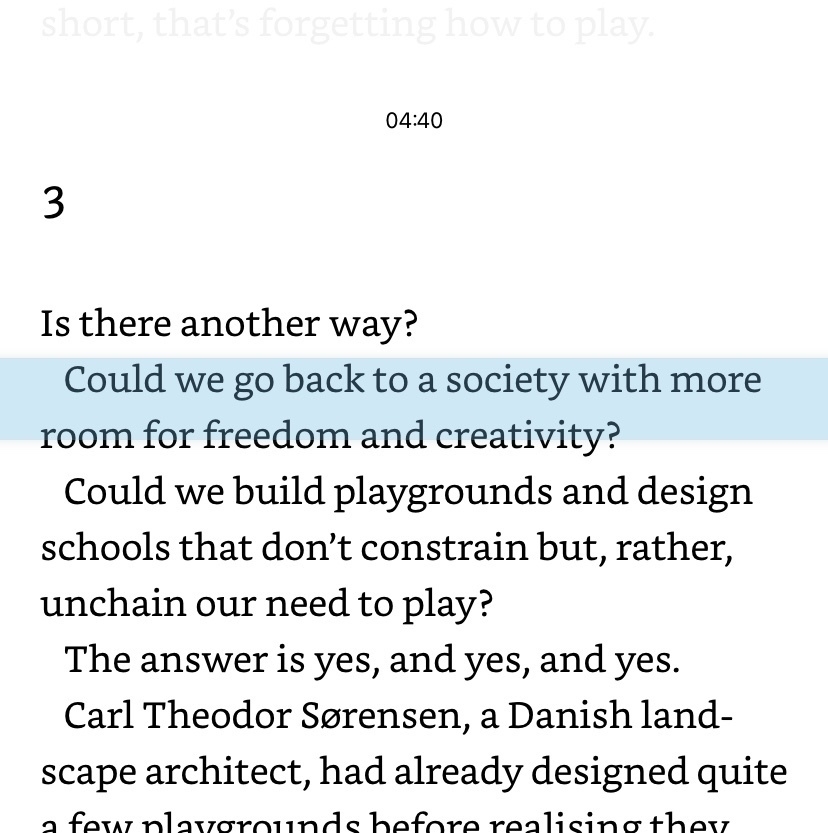 short, that’s forgetting how to play.
04:40
3
Is there another way?
Could we go back to a society with more
room for freedom and creativity?
Could we build playgrounds and design
schools that don’t constrain but, rather,
unchain our need to play?
The answer is yes, and yes, and yes.
Carl Theodor Sørensen, a Danish land-
scape architect, had already designed quite
a few playgrounds before realising they